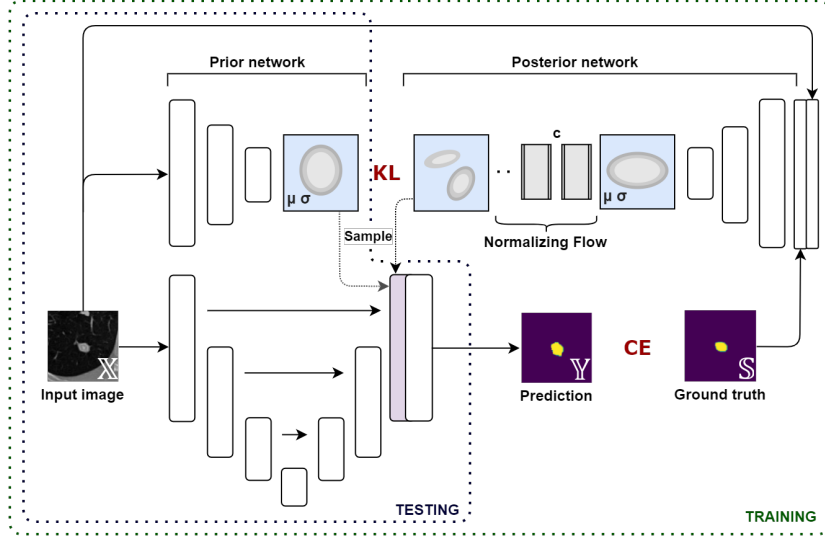 Prior network
Posterior network
c
μ σ
KL
. .
μ σ
Sample
Normalizing Flow
𝕏
𝕐
CE
𝕊
Input image
Prediction
Ground truth
TESTING
TRAINING